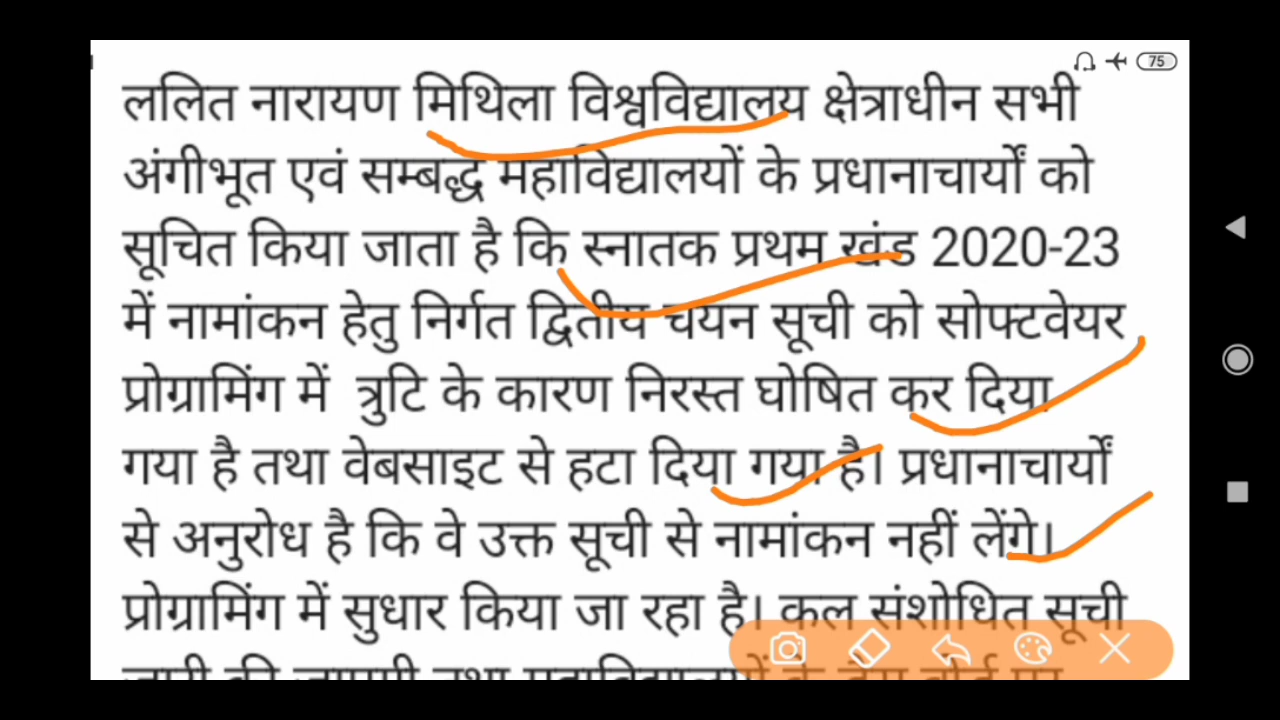 75
ललित नारायण मिथिला विश्वविद्यालय क्षेत्राधीन सभी
अंगीभूत एवं सम्बद्ध महाविद्यालयों के प्रधानाचार्यों को
सूचित किया जाता है कि स्नातक प्रथम खंड 2020-23
में नामांकन हेतु निर्गत द्वितीय चयन सूची को सोफ्टवेयर
प्रोग्रामिंग में त्रुटि के कारण निरस्त घोषित कर दिया
गया है तथा वेबसाइट से हटा दिया गया है। प्रधानाचार्यों
से अनुरोध है कि वे उक्त सूची से नामांकन नहीं लेंगे।
प्रोग्रामिंग में सुधार किया जा रहा है। कल संशोधित सूची